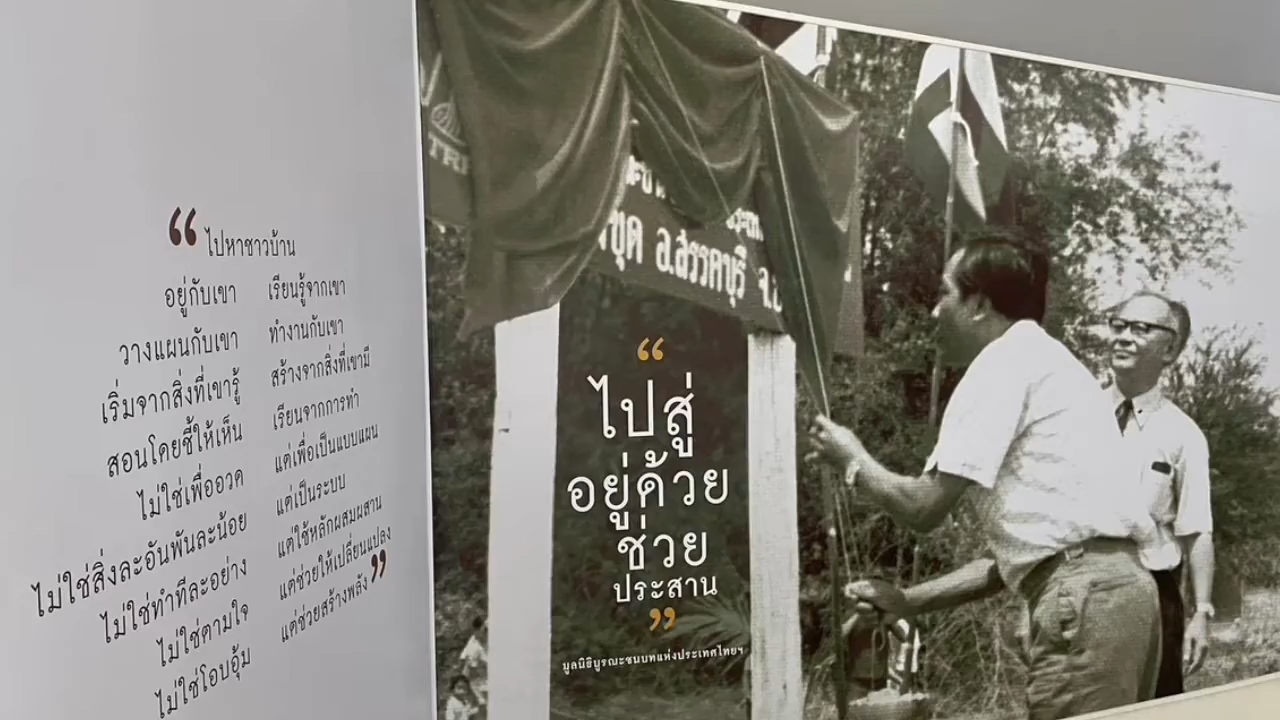 “ ไปหาชาวบ้าน
อยู่กับเขา เรียนรู้จากเขา
วางแผนกับเขา ทำงานกับเขา
เริ่มจากสิ่งที่เขารู้ สร้างจากสิ่งที่เขามี
สอนโดยชี้ให้เห็น เรียนจากการทำ
ไม่ใช่เพื่ออวด แต่เพื่อเป็นแบบแผน
ไม่ใช่สิ่งละอันพันละน้อย แต่เป็นระบบ
ไม่ใช่ทำทีละอย่าง แต่ใช้หลักผสมผสาน
ไม่ใช่ตามใจ แต่ช่วยให้เปลี่ยนแปลง
ไม่ใช่โอบอุ้ม แต่ช่วยสร้างพลัง ”
อ.สรรคบุรี
“
ไปสู่
อยู่ด้วย
ช่วย
ประสาน
”
มูลนิธิบูรณะชนบทแห่งประเทศไทยฯ